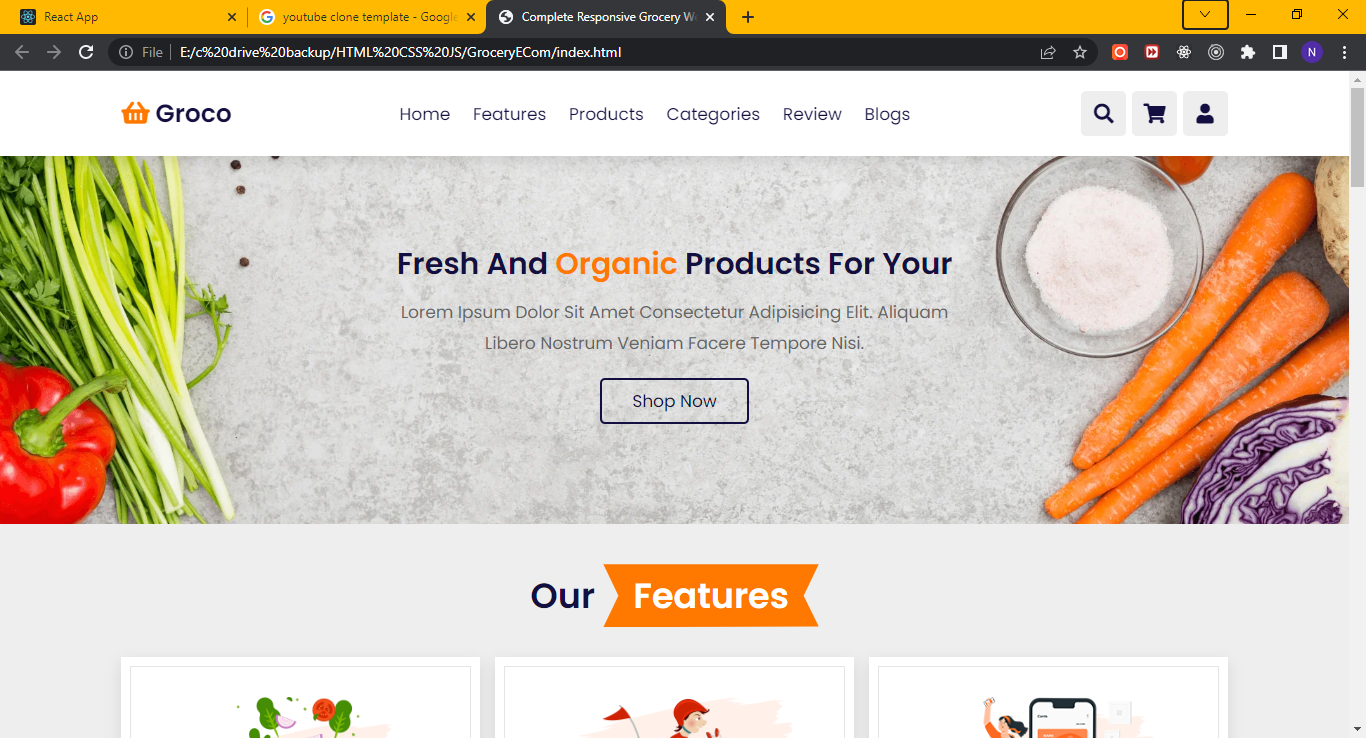 React App
youtube clone template - Google
Complete Responsive Grocery W
File
E:/c%20drive%20backup/HTML%20CSS%20JS/GroceryECom/index.html
N
Groco
Home
Features
Products
Categories
Review
Blogs
Fresh And Organic Products For Your
Lorem Ipsum Dolor Sit Amet Consectetur Adipisicing Elit. Aliquam
Libero Nostrum Veniam Facere Tempore Nisi.
Shop Now
Our Features